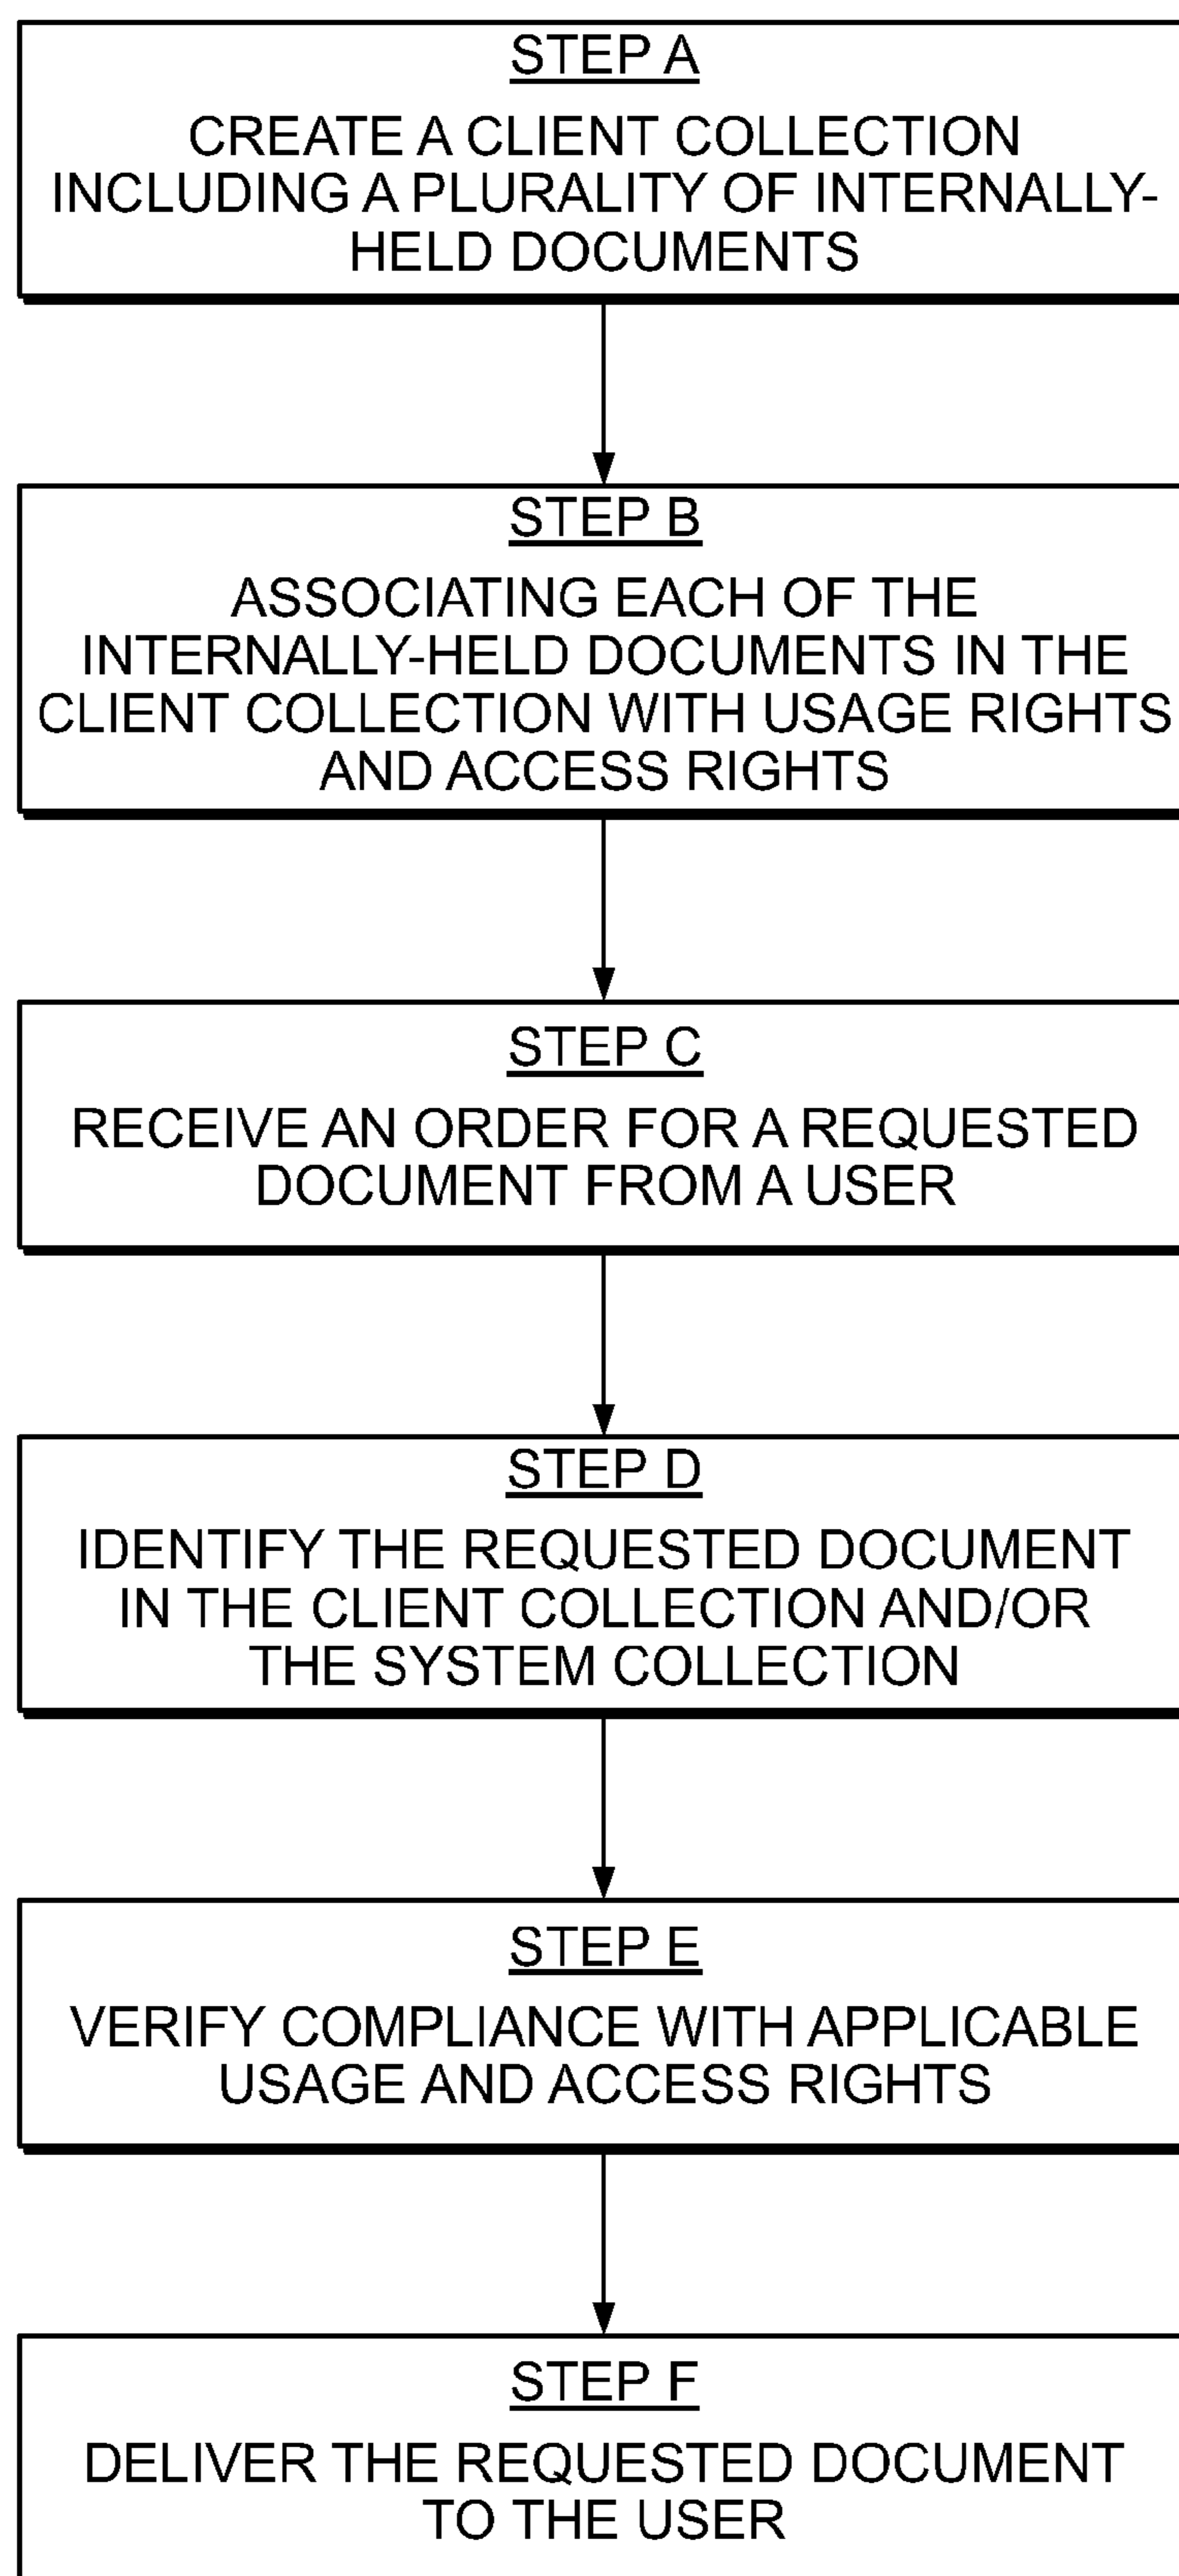 STEP A
CREATE A CLIENT COLLECTION
INCLUDING A PLURALITY OF INTERNALLY-
HELD DOCUMENTS
STEP B
ASSOCIATING EACH OF THE
INTERNALLY-HELD DOCUMENTS IN THE
CLIENT COLLECTION WITH USAGE RIGHTS
AND ACCESS RIGHTS
STEP C
RECEIVE AN ORDER FOR A REQUESTED
DOCUMENT FROM A USER
STEP D
IDENTIFY THE REQUESTED DOCUMENT
IN THE CLIENT COLLECTION AND/OR
THE SYSTEM COLLECTION
STEP E
VERIFY COMPLIANCE WITH APPLICABLE
USAGE AND ACCESS RIGHTS
STEP F
DELIVER THE REQUESTED DOCUMENT
TO THE USER